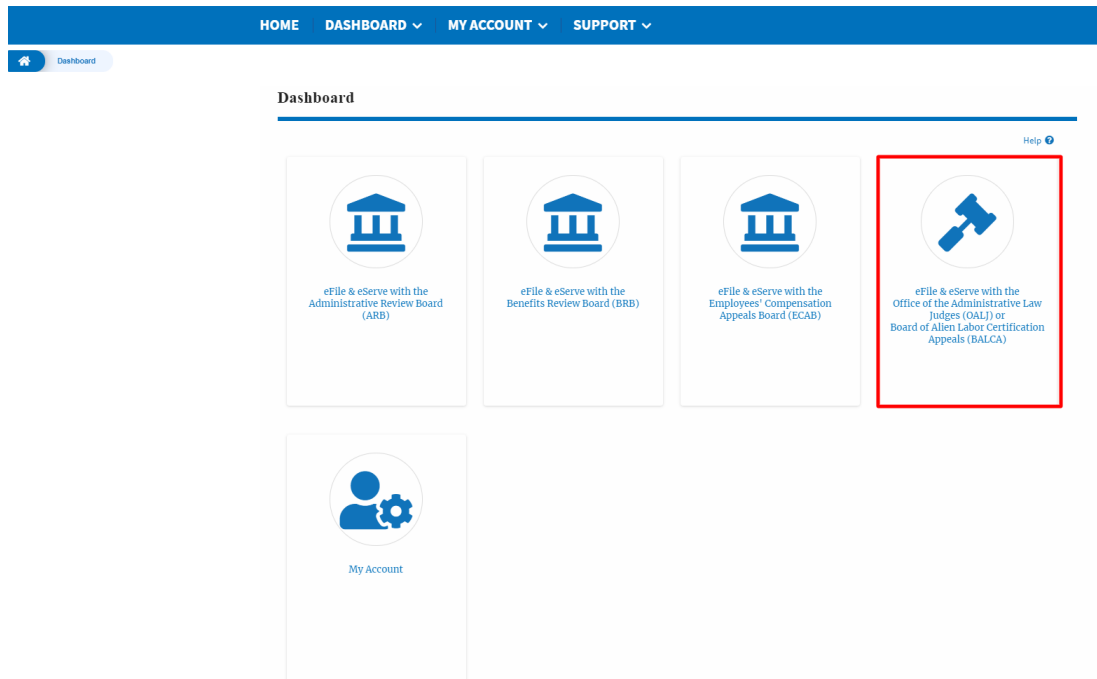 HOME DASHBOARD MY ACCOUNT SUPPORT
Dashboard
Dashboard
Help
eFile & eServe with the
Administrative Review Board
(ARB)
eFile & eServe with the
Benefits Review Board (BRB)
eFile & eServe with the
Employees' Compensation
Appeals Board (ECAB)
eFile & eServe with the
Office of the Administrative Law
Judges (OALJ) or
Board of Alien Labor Certification
Appeals (BALCA)
My Account